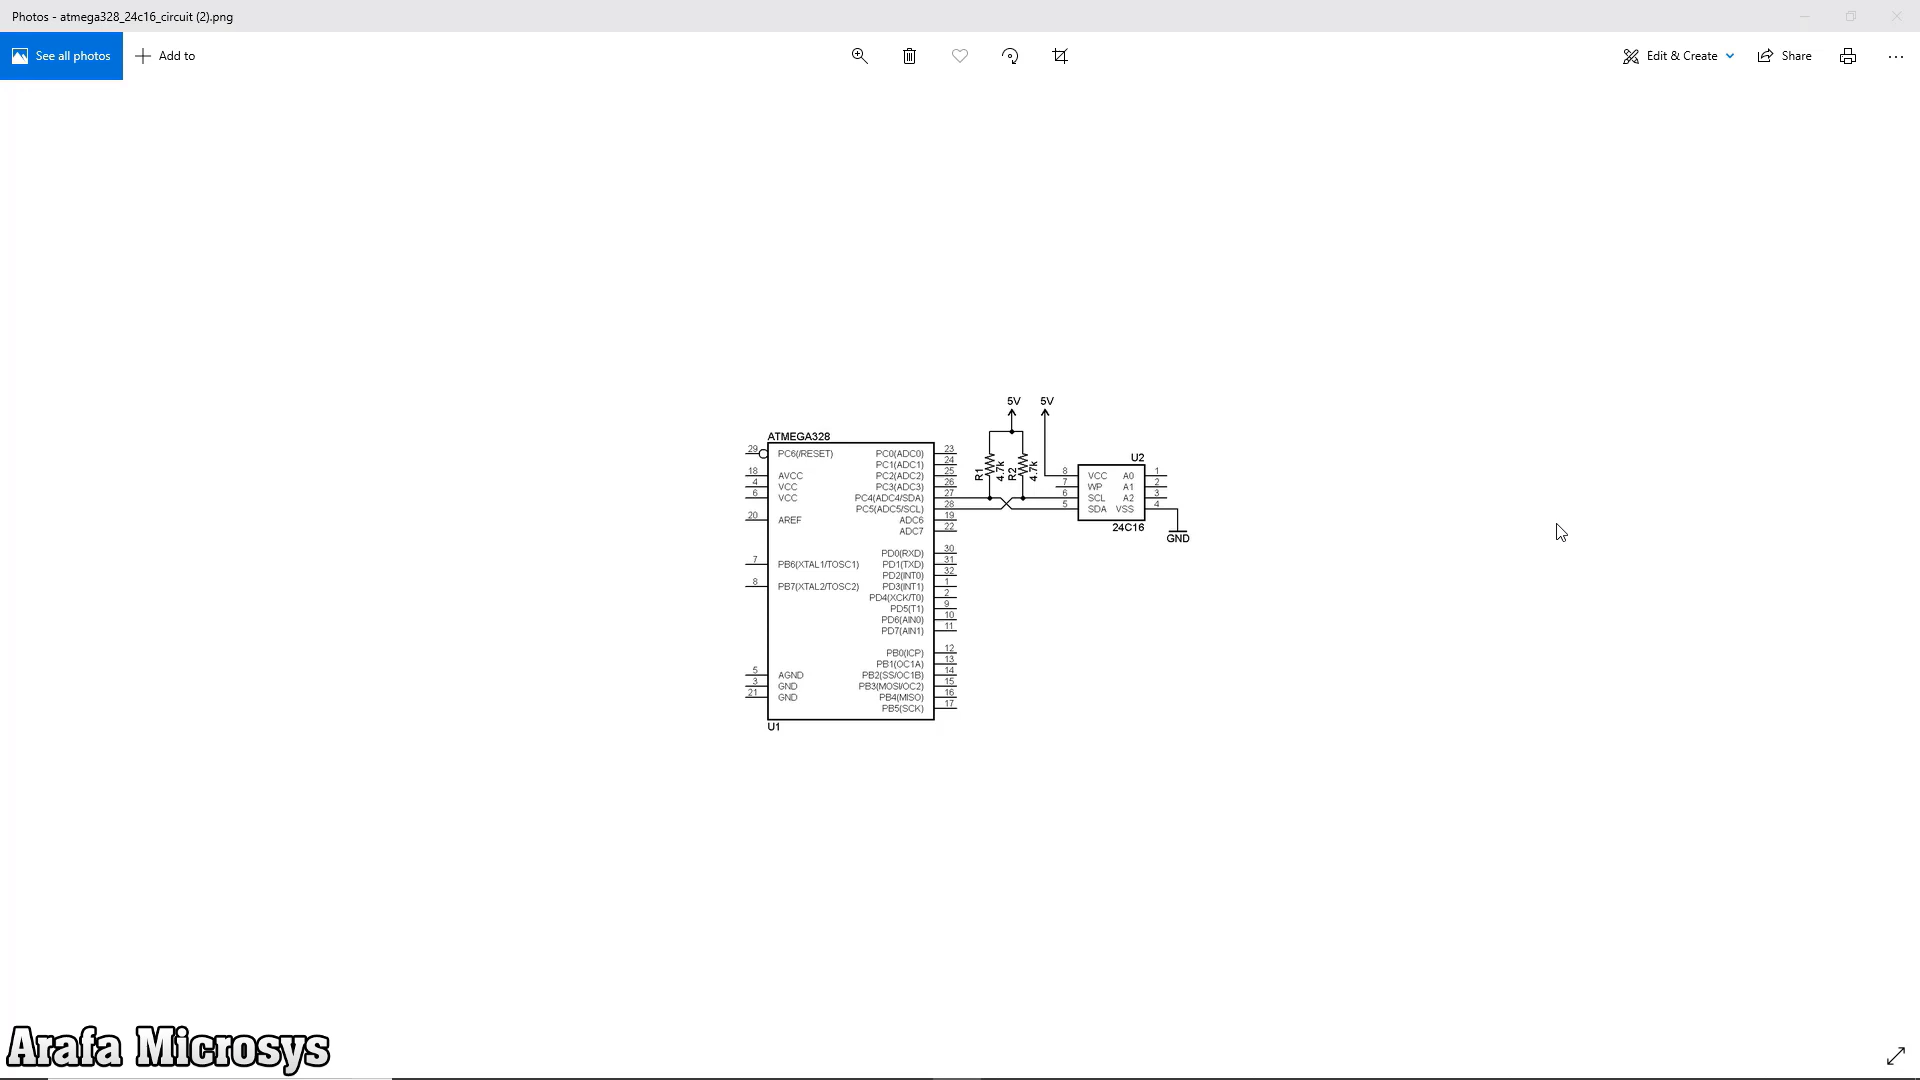 Photos - atmega328_24c16_circuit (2).png
See all photos
Add to
Edit & Create
Share
5V
5V
ATMEGA328
29 PC6(/RESET)
18 AVCC
4 VCC
6 VCC
20 AREF
7 PB6(XTAL1/TOSC1)
8 PB7(XTAL2/TOSC2)
5 AGND
3 GND
21 GND
PC0(ADC0) 23
PC1(ADC1) 24
PC2(ADC2) 25
PC3(ADC3) 26
PC4(ADC4/SDA) 27
PC5(ADC5/SCL) 28
ADC6 19
ADC7 22
PD0(RXD) 30
PD1(TXD) 31
PD2(INT0) 32
PD3(INT1) 1
PD4(XCK/T0) 2
PD5(T1) 9
PD6(AIN0) 10
PD7(AIN1) 11
PB0(ICP) 12
PB1(OC1A) 13
PB2(SS/OC1B) 14
PB3(MOSI/OC2) 15
PB4(MISO) 16
PB5(SCK) 17
U1
R1
4.7k
R2
4.7k
U2
8 VCC A0 1
7 WP A1 2
6 SCL A2 3
5 SDA VSS 4
24C16
GND
Arafa Microsys